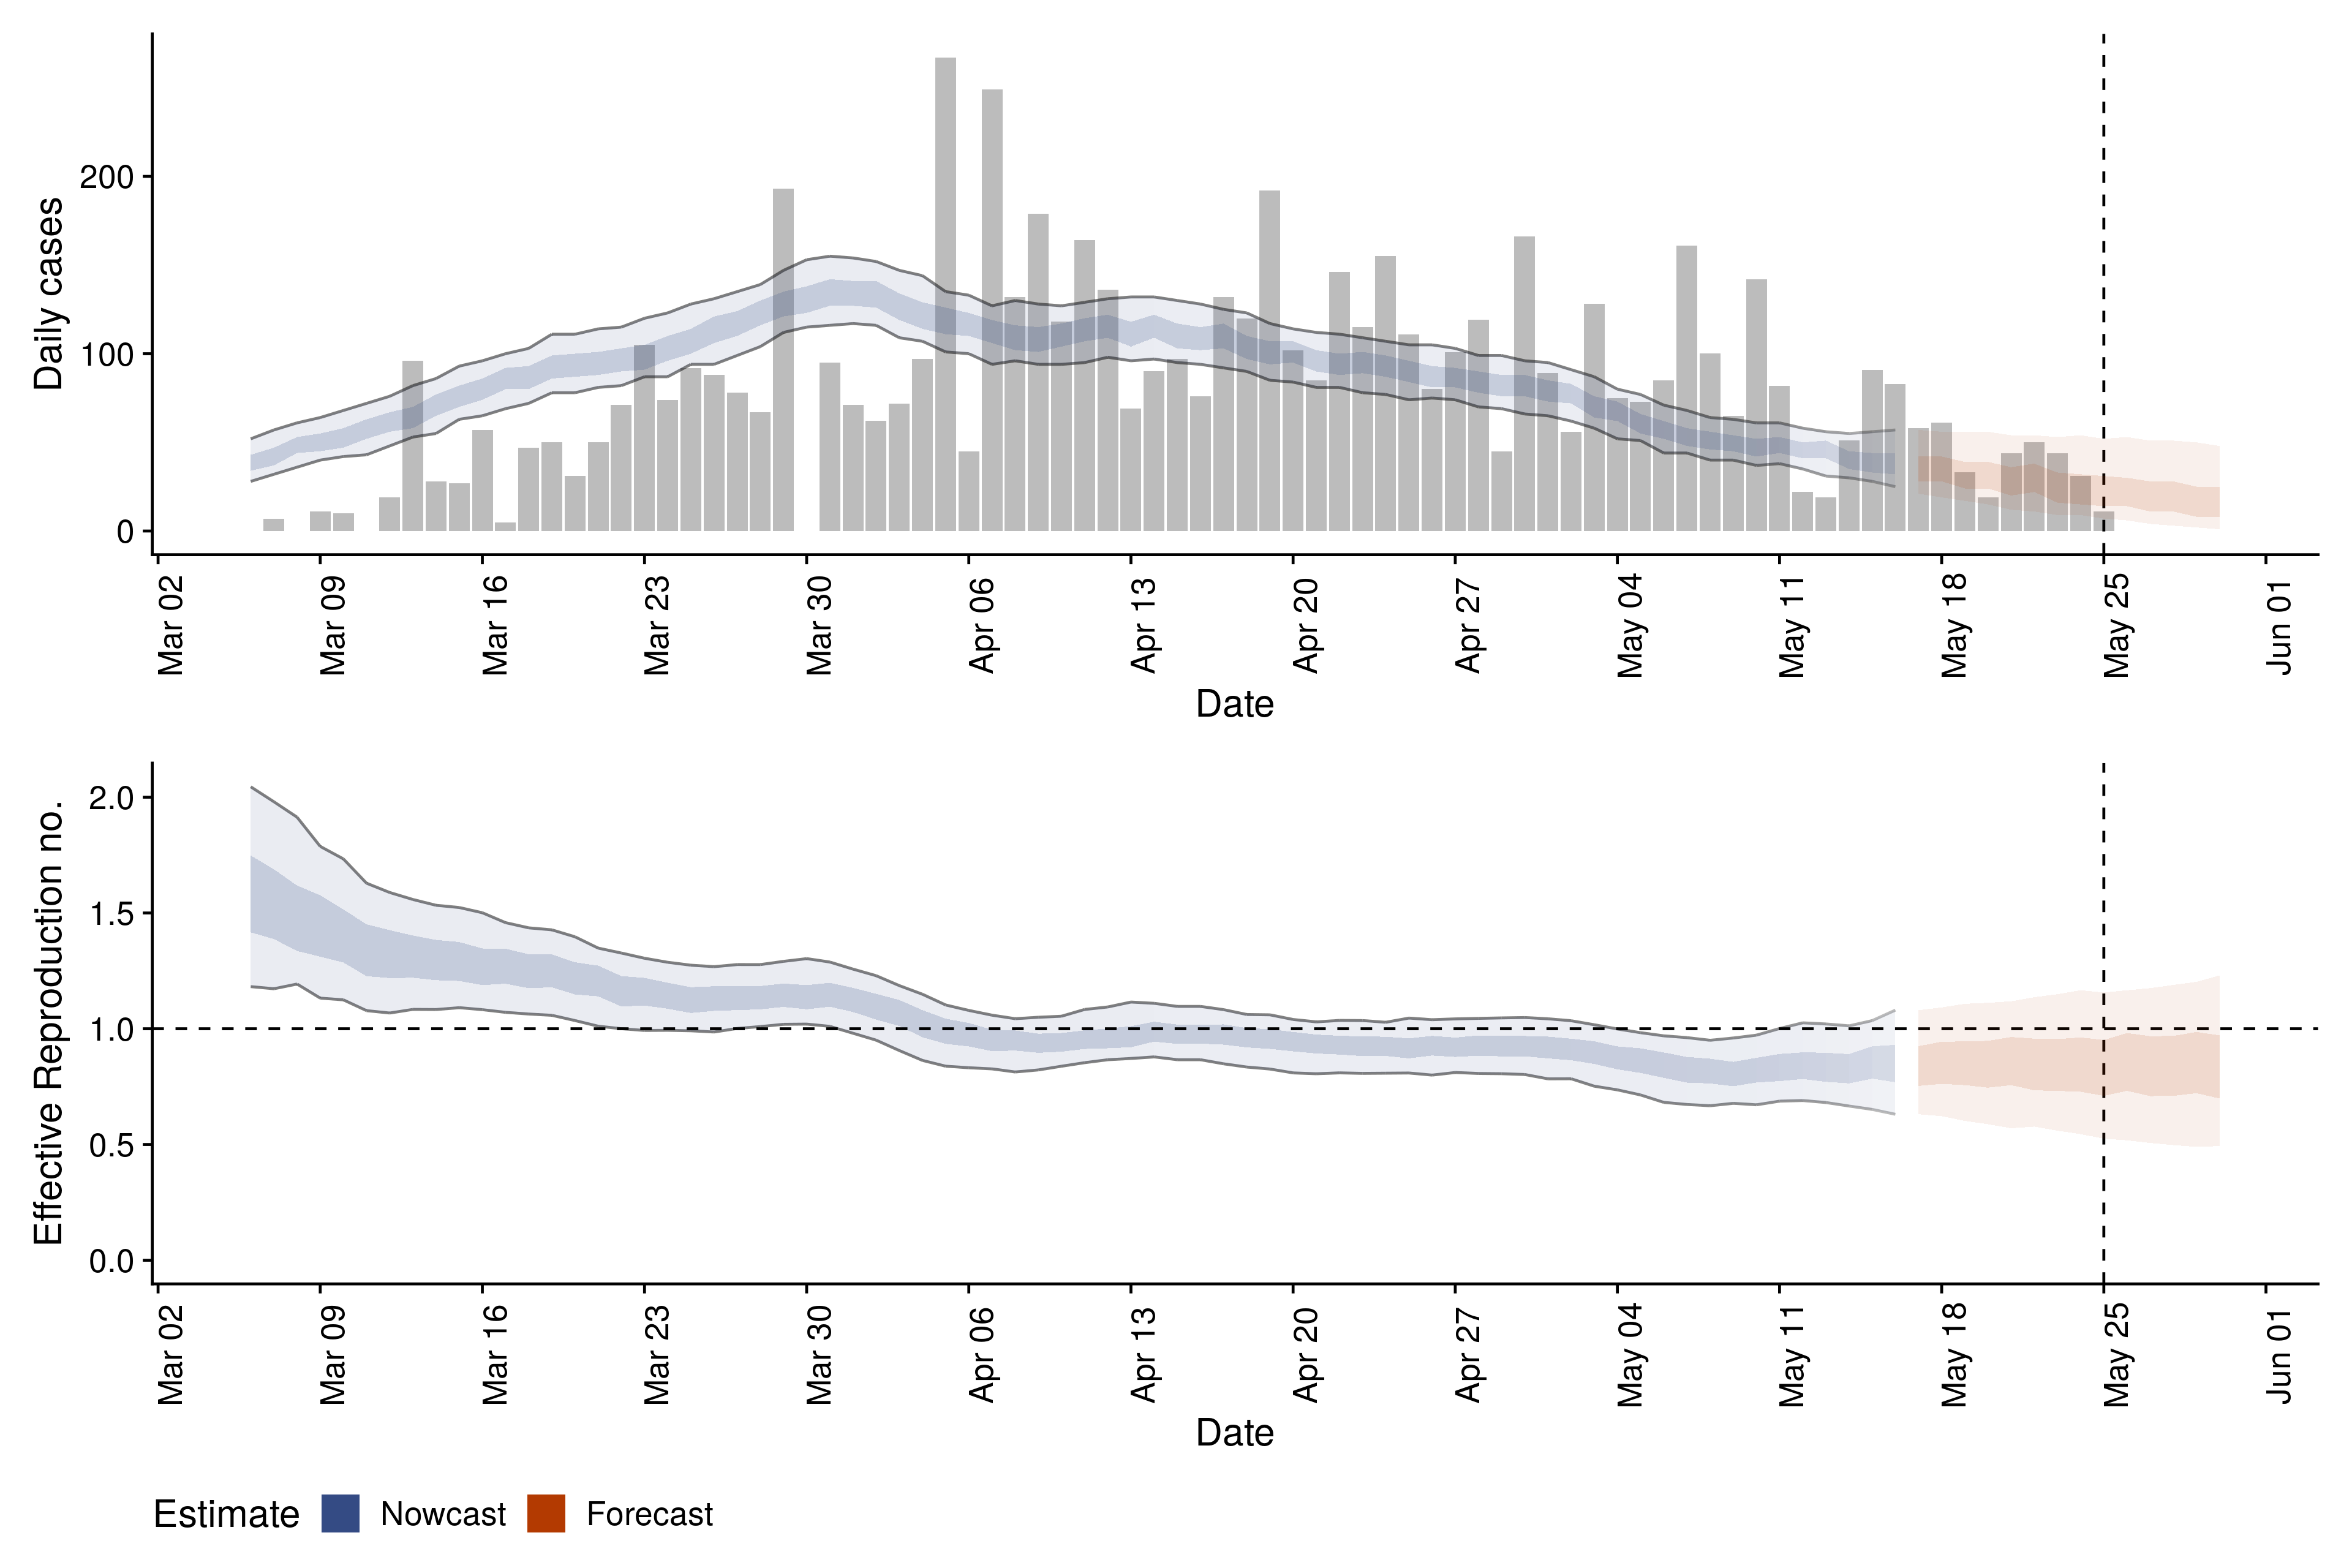 Daily cases
200
100
0
Mar 02
Mar 09
Mar 16
Mar 23
Mar 30
Apr 06
Apr 13
Apr 20
Apr 27
May 04
May 11
May 18
May 25
Jun 01
Date
Effective Reproduction no.
2.0
1.5
1.0
0.5
0.0
Mar 02
Mar 09
Mar 16
Mar 23
Mar 30
Apr 06
Apr 13
Apr 20
Apr 27
May 04
May 11
May 18
May 25
Jun 01
Date
Estimate Nowcast Forecast